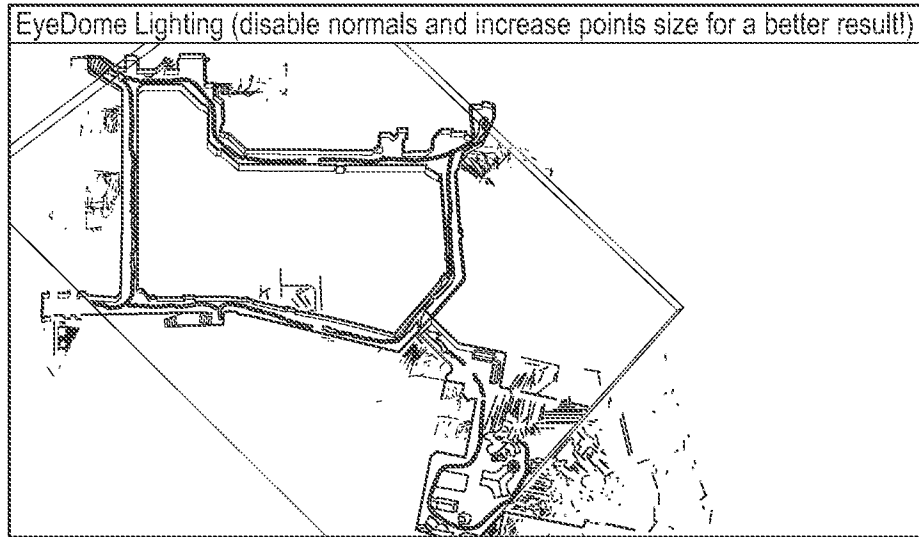 EyeDome Lighting (disable normals and increase points size for a better result!)